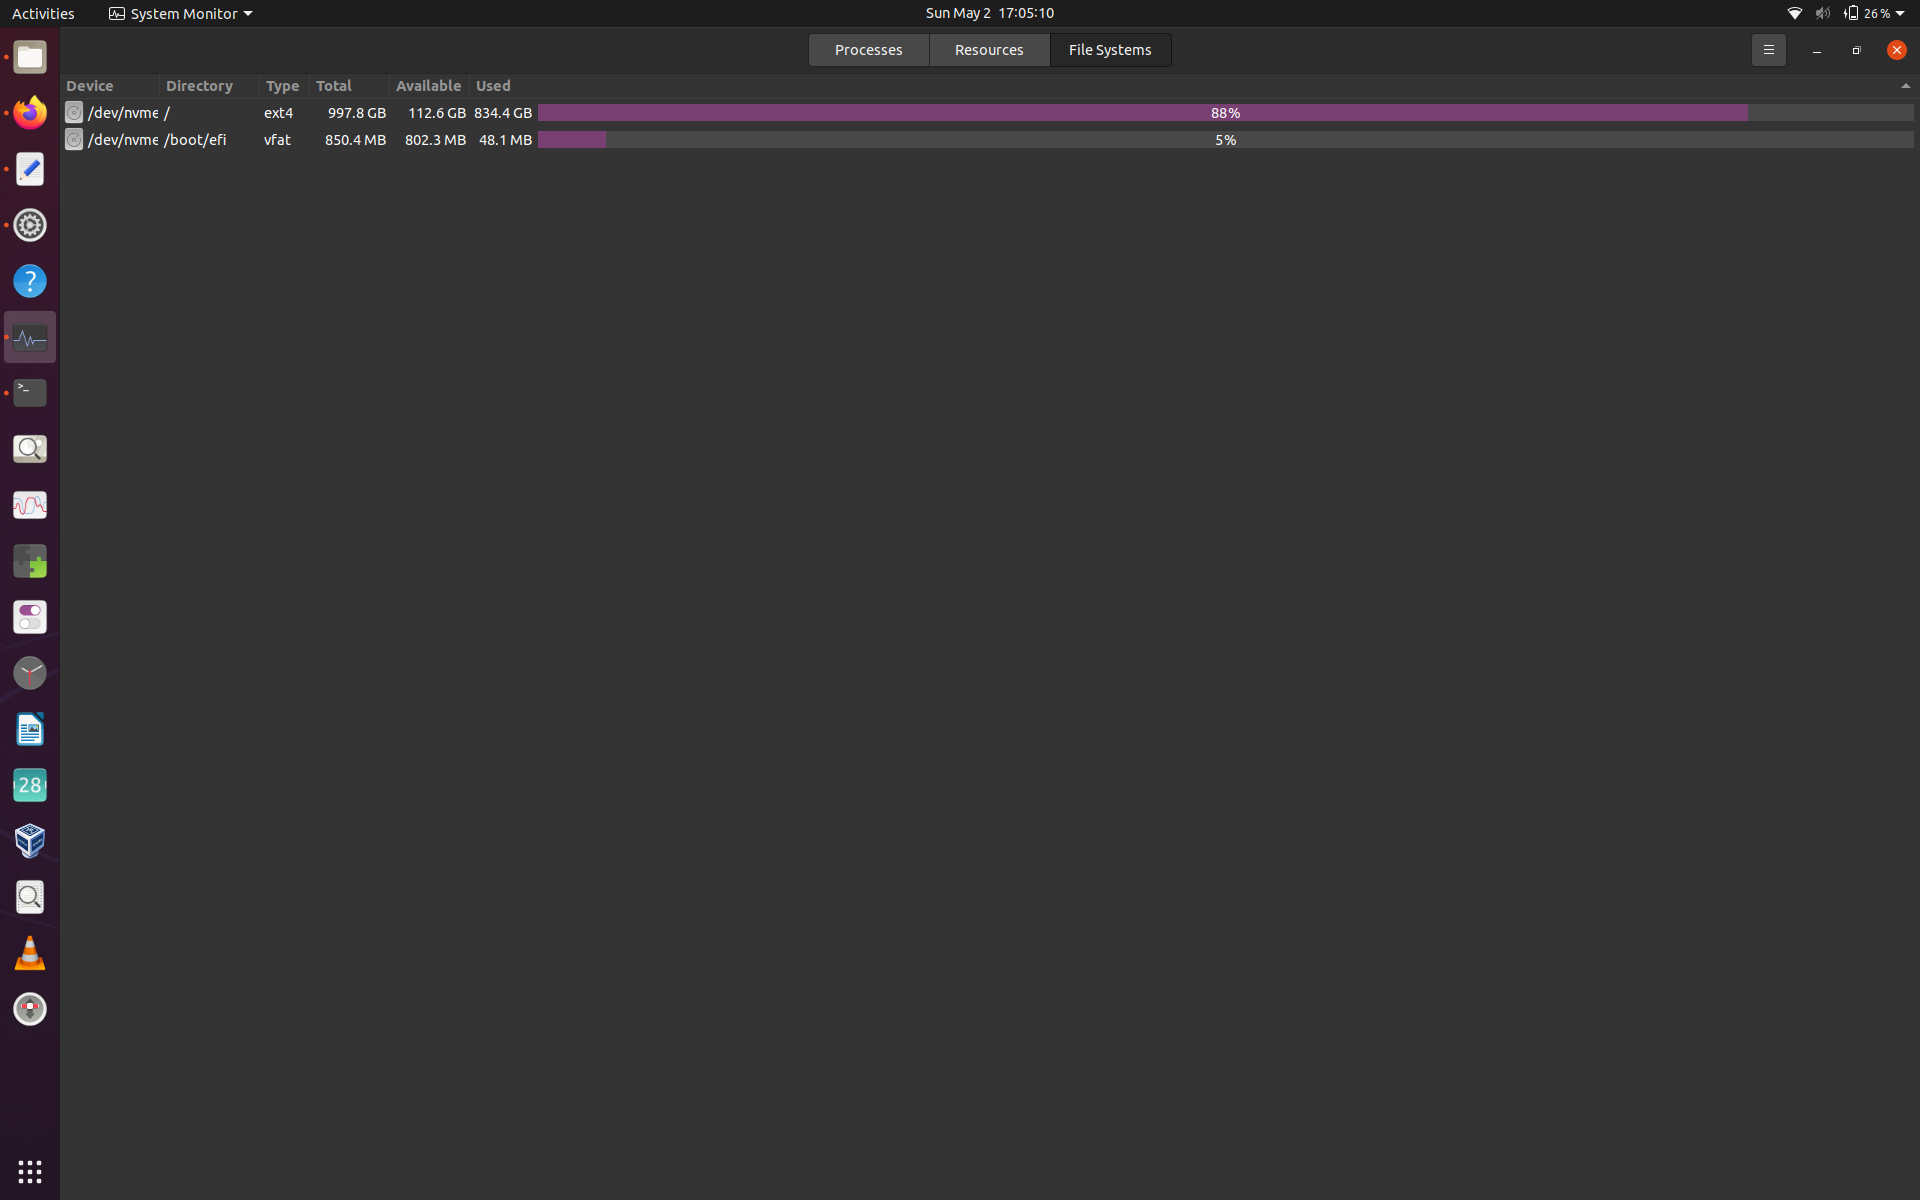 Activities System Monitor Sun May 2 17:05:10 26%
Processes Resources File Systems
Device Directory Type Total Available Used
/dev/nvme / ext4 997.8 GB 112.6 GB 834.4 GB 88%
/dev/nvme /boot/efi vfat 850.4 MB 802.3 MB 48.1 MB 5%
?
>_
28